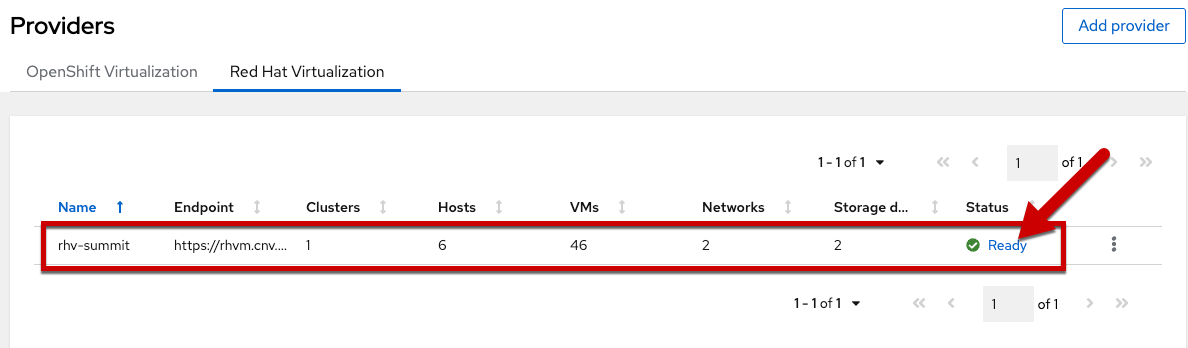 Providers
Add provider
OpenShift Virtualization Red Hat Virtualization
1 - 1 of 1 1 of 1
Name Endpoint Clusters Hosts VMs Networks Storage d... Status
rhv-summit https://rhvm.cnv.... 1 6 46 2 2 Ready
1 - 1 of 1 1 of 1